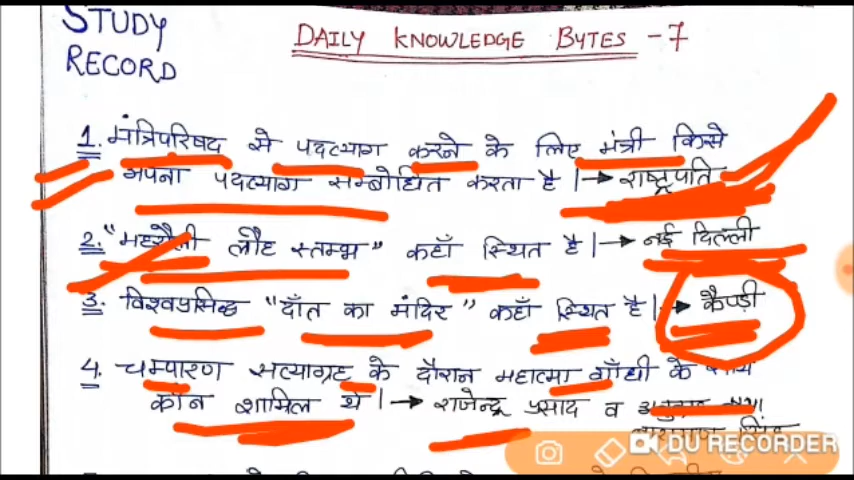 STUDY
RECORD
DAILY KNOWLEDGE BYTES - 7
1. मंत्रिपरिषद से पदत्याग करने के लिए मंत्री किसे
अपना पदत्याग सम्बोधित करता है। → राष्ट्रपति
2. "महरौली लौह स्तम्भ" कहाँ स्थित है। → नई दिल्ली
3. विश्वप्रसिद्ध "दाँत का मंदिर" कहाँ स्थित है। → कैण्डी
4. चम्पारण सत्याग्रह के दौरान महात्मा गाँधी के साथ
कौन शामिल थे। → राजेन्द्र प्रसाद व
DU RECORDER